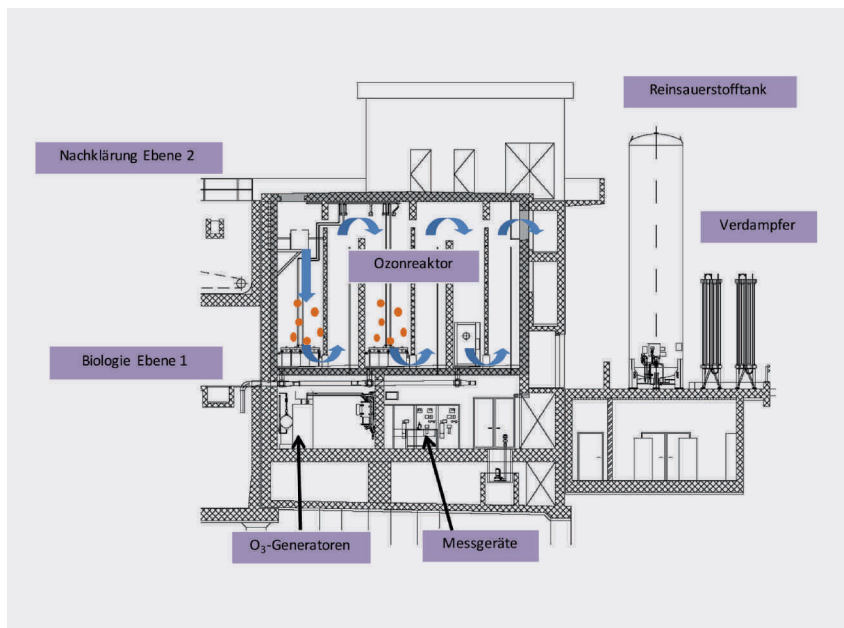 Reinsauerstofftank
Nachklärung Ebene 2
Verdampfer
Ozonreaktor
Biologie Ebene 1
O₃-Generatoren
Messgeräte